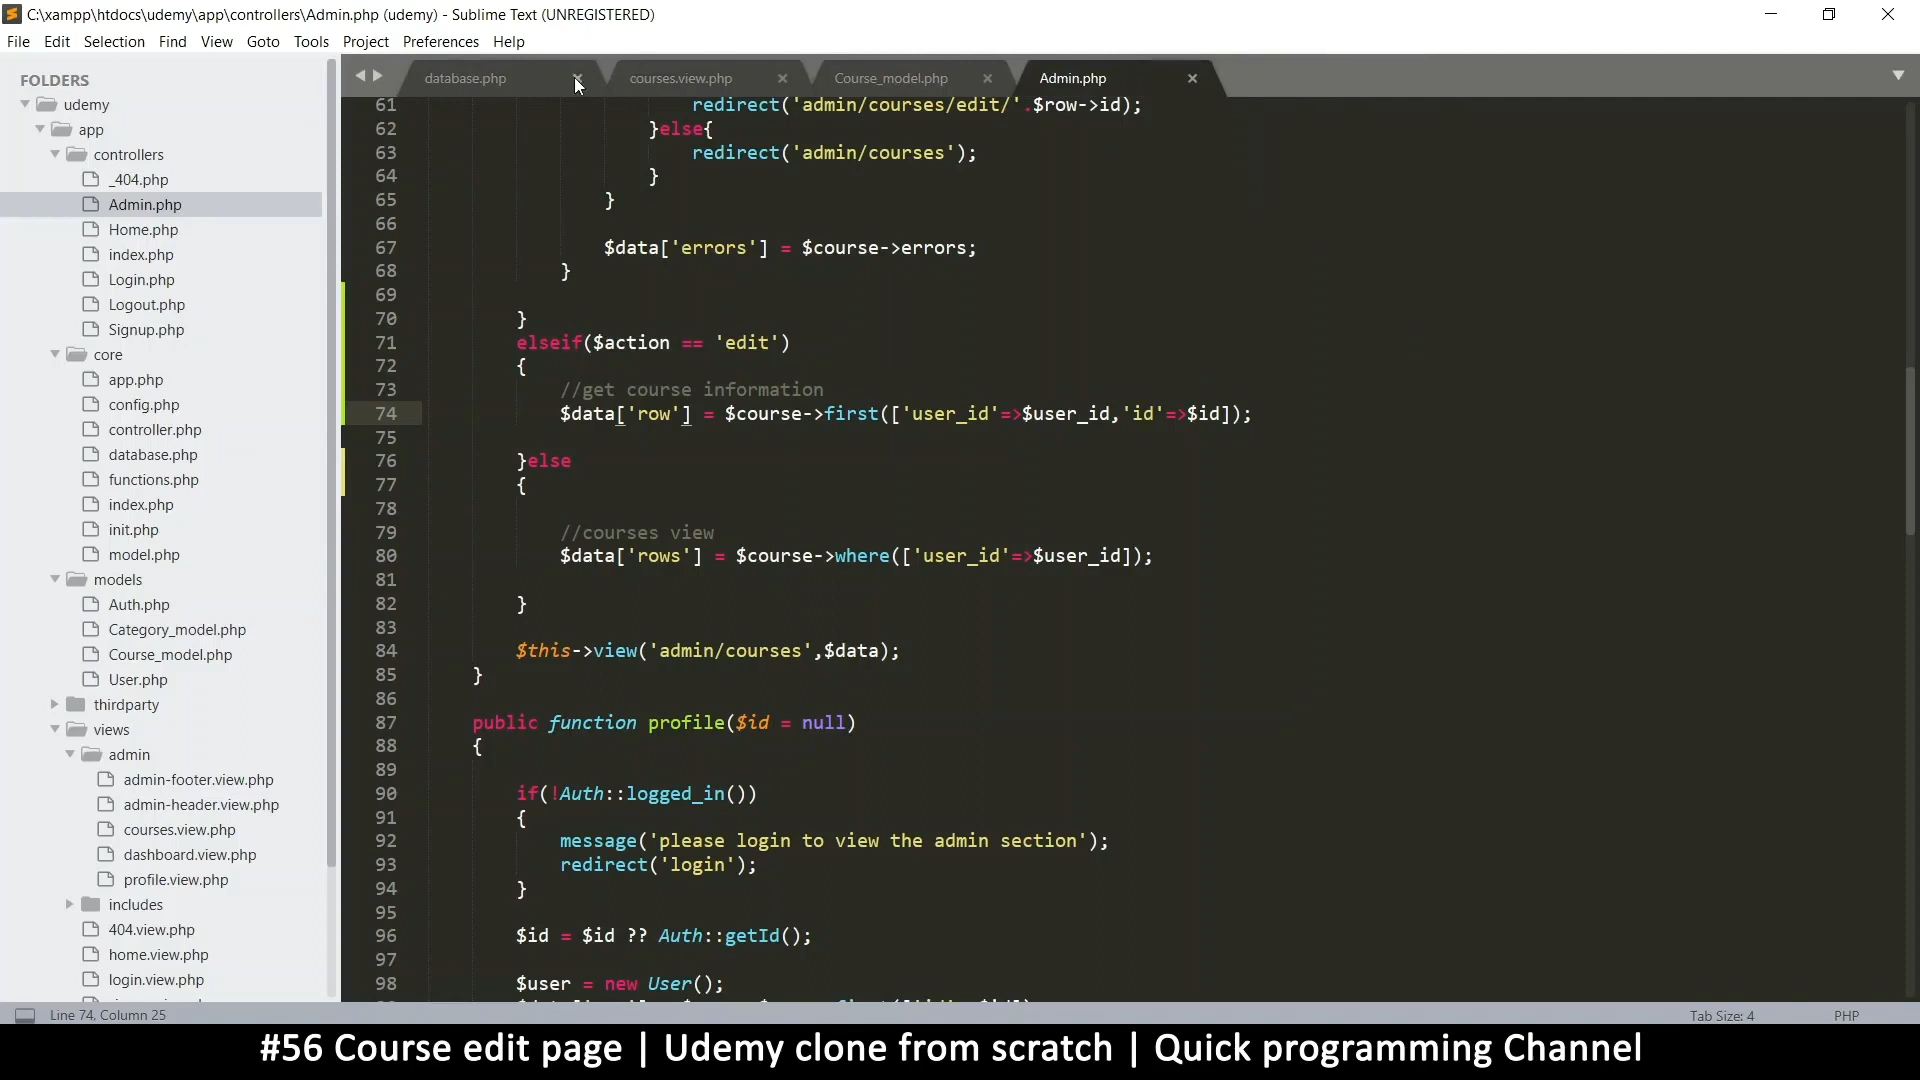 C:\xampp\htdocs\udemy\app\controllers\Admin.php (udemy) - Sublime Text (UNREGISTERED)
File Edit Selection Find View Goto Tools Project Preferences Help
FOLDERS
udemy
app
controllers
_404.php
Admin.php
Home.php
index.php
Login.php
Logout.php
Signup.php
core
app.php
config.php
controller.php
database.php
functions.php
index.php
init.php
model.php
models
Auth.php
Category_model.php
Course_model.php
User.php
thirdparty
views
admin
admin-footer.view.php
admin-header.view.php
courses.view.php
dashboard.view.php
profile.view.php
includes
404.view.php
home.view.php
login.view.php
database.php courses.view.php Course_model.php Admin.php
61 redirect('admin/courses/edit/'.$row->id);
62 }else{
63 redirect('admin/courses');
64 }
65 }
66
67 $data['errors'] = $course->errors;
68 }
69
70 }
71 elseif($action == 'edit')
72 {
73 //get course information
74 $data['row'] = $course->first(['user_id'=>$user_id,'id'=>$id]);
75
76 }else
77 {
78
79 //courses view
80 $data['rows'] = $course->where(['user_id'=>$user_id]);
81
82 }
83
84 $this->view('admin/courses',$data);
85 }
86
87 public function profile($id = null)
88 {
89
90 if(!Auth::logged_in())
91 {
92 message('please login to view the admin section');
93 redirect('login');
94 }
95
96 $id = $id ?? Auth::getId();
97
98 $user = new User();
Line 74, Column 25 Tab Size: 4 PHP
#56 Course edit page | Udemy clone from scratch | Quick programming Channel